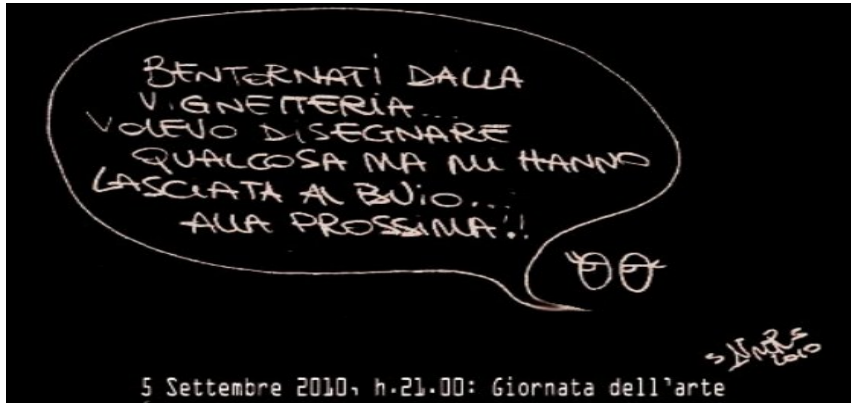 BENTORNATI DALLA
VIGNETTERIA...
VOLEVO DISEGNARE
QUALCOSA MA MI HANNO
LASCIATA AL BUIO...
ALLA PROSSIMA!!
2010
5 Settembre 2010, h.21.00: Giornata dell'arte